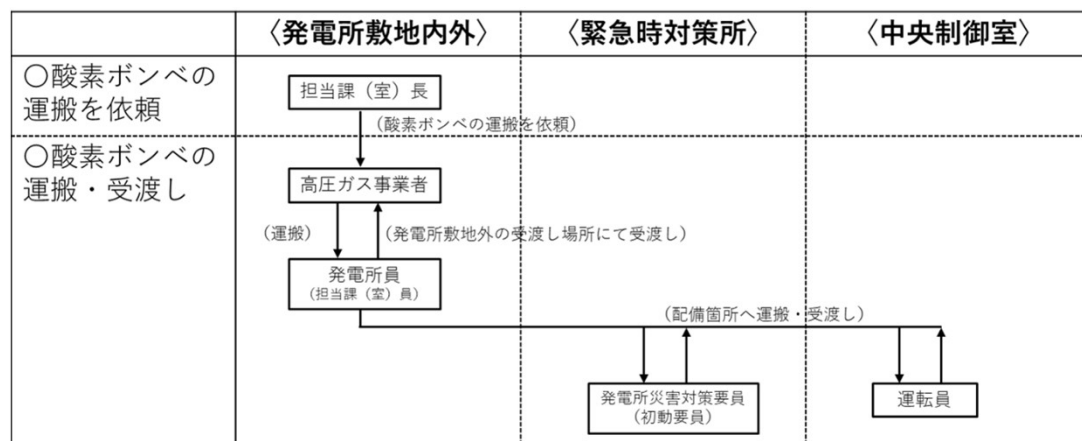 〈発電所敷地内外〉
〈緊急時対策所〉
〈中央制御室〉
〇酸素ボンベの
運搬を依頼
担当課（室）長
（酸素ボンベの運搬を依頼）
〇酸素ボンベの
運搬・受渡し
高圧ガス事業者
（運搬）
（発電所敷地外の受渡し場所にて受渡し）
発電所員
（担当課（室）員）
（配備箇所へ運搬・受渡し）
発電所災害対策要員
（初動要員）
運転員